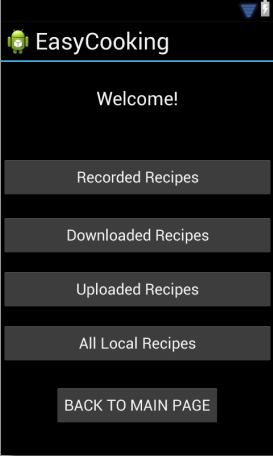 EasyCooking
Welcome!
Recorded Recipes
Downloaded Recipes
Uploaded Recipes
All Local Recipes
BACK TO MAIN PAGE